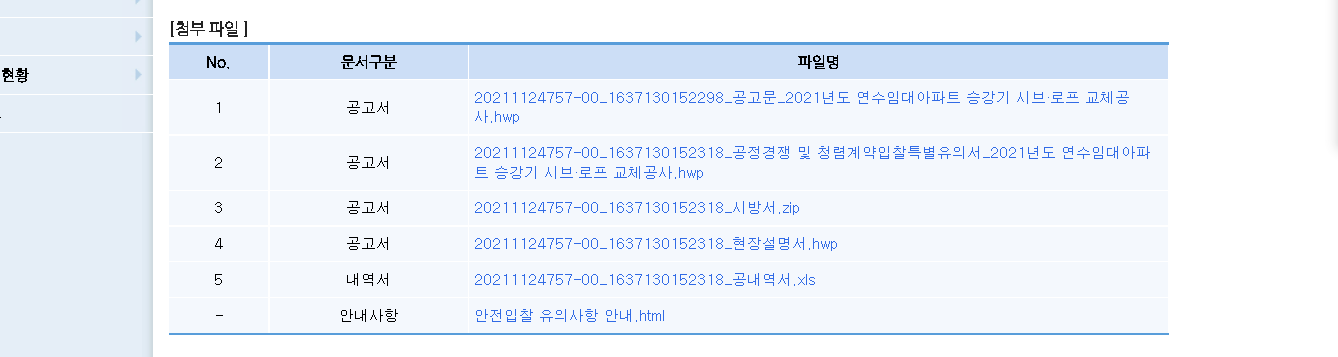 [첨부 파일 ]
No. 문서구분 파일명
현황
1 공고서 20211124757-00_1637130152298_공고문_2021년도 연수임대아파트 승강기 시브·로프 교체공
사.hwp
2 공고서 20211124757-00_1637130152318_공정경쟁 및 청렴계약입찰특별유의서_2021년도 연수임대아파
트 승강기 시브·로프 교체공사.hwp
3 공고서 20211124757-00_1637130152318_시방서.zip
4 공고서 20211124757-00_1637130152318_현장설명서.hwp
5 내역서 20211124757-00_1637130152318_공내역서.xls
- 안내사항 안전입찰 유의사항 안내.html